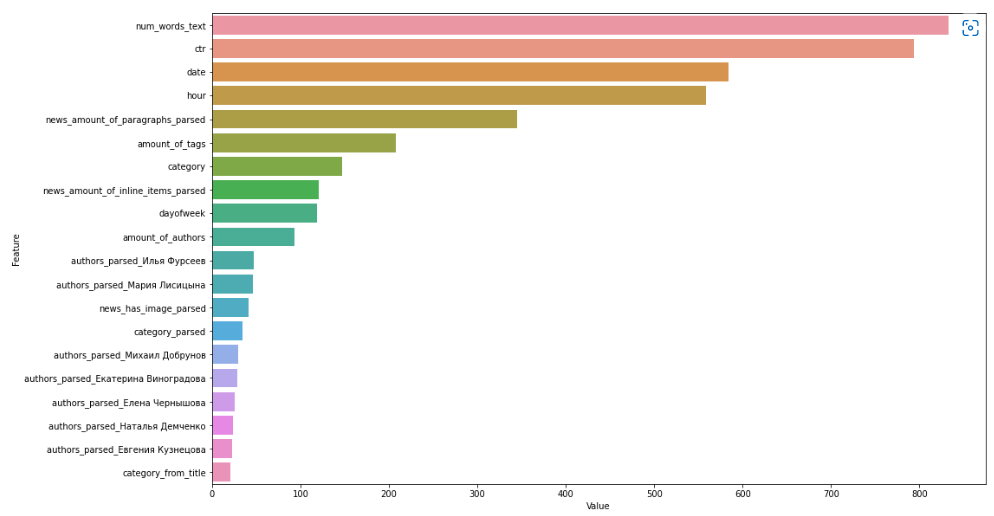 num_words_text
ctr
date
hour
news_amount_of_paragraphs_parsed
amount_of_tags
category
news_amount_of_inline_items_parsed
dayofweek
amount_of_authors
authors_parsed_Илья Фурсеев
authors_parsed_Мария Лисицына
news_has_image_parsed
category_parsed
authors_parsed_Михаил Добрунов
authors_parsed_Екатерина Виноградова
authors_parsed_Елена Чернышова
authors_parsed_Наталья Демченко
authors_parsed_Евгения Кузнецова
category_from_title
Feature
0 100 200 300 400 500 600 700 800
Value